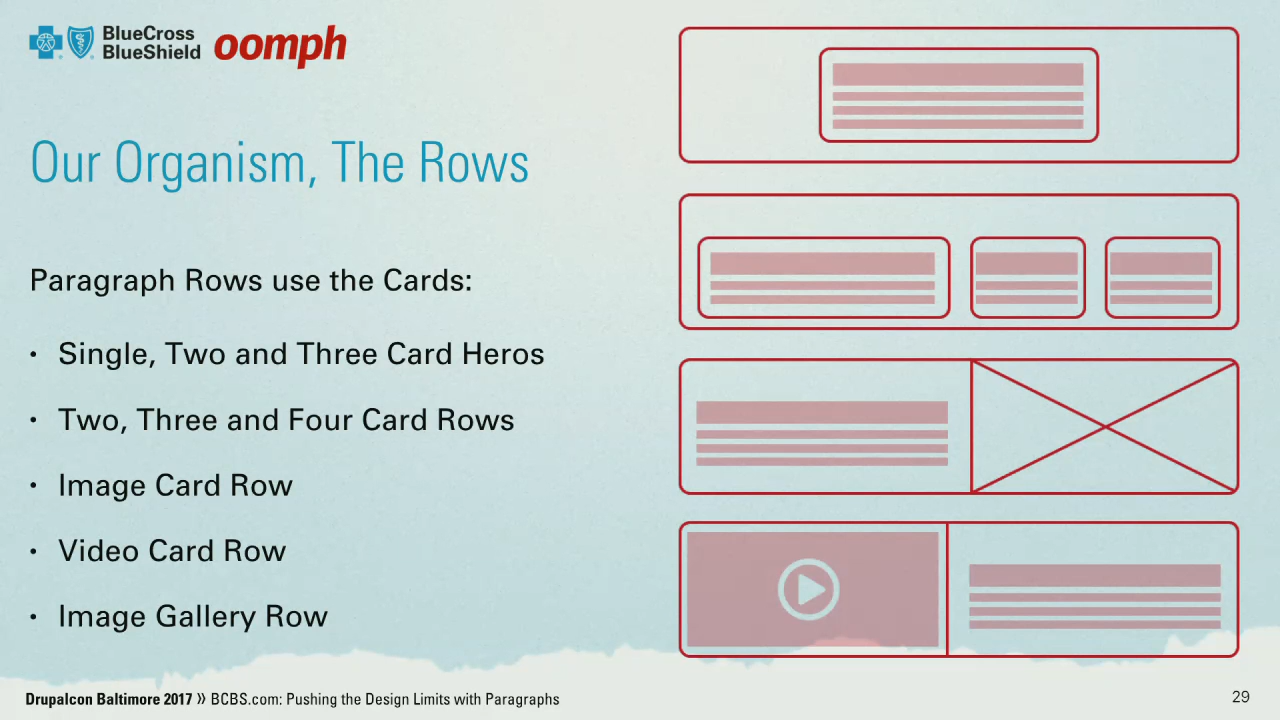 BlueCross
BlueShield
oomph
Our Organism, The Rows
Paragraph Rows use the Cards:
• Single, Two and Three Card Heros
• Two, Three and Four Card Rows
• Image Card Row
• Video Card Row
• Image Gallery Row
Drupalcon Baltimore 2017 » BCBS.com: Pushing the Design Limits with Paragraphs
29